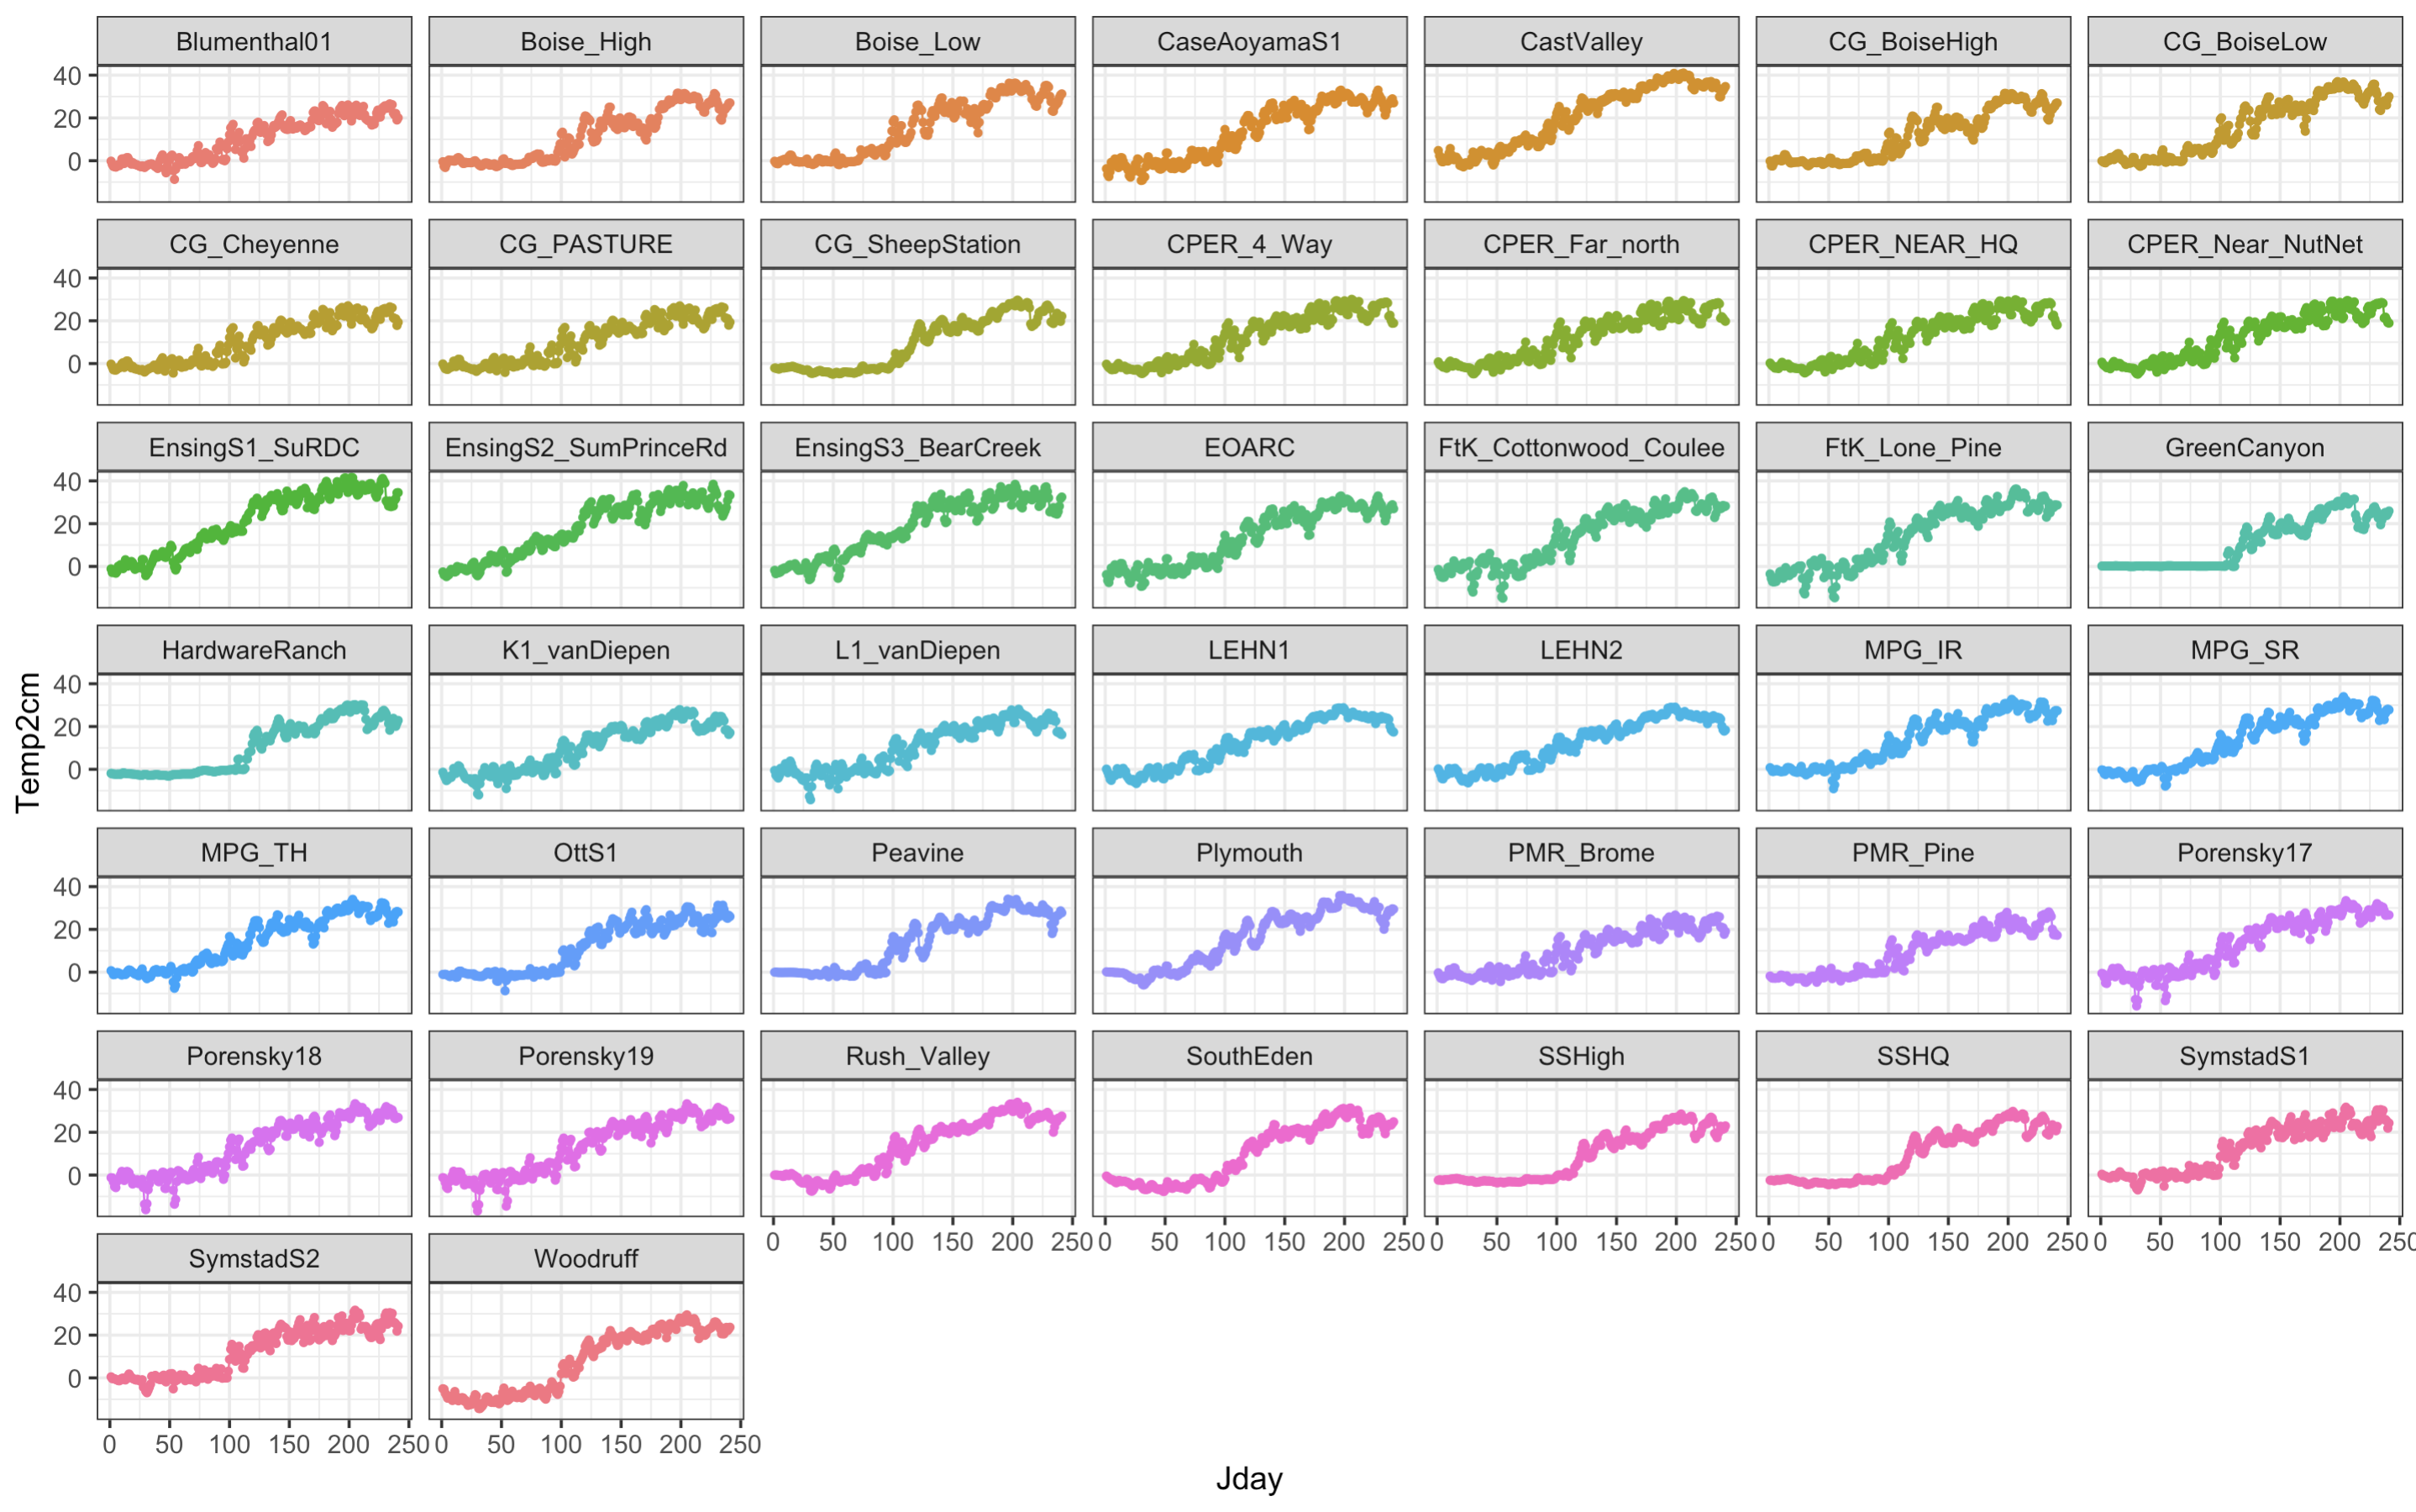 Blumenthal01 Boise_High Boise_Low CaseAoyamaS1 CastValley CG_BoiseHigh CG_BoiseLow
40
20
0
CG_Cheyenne CG_PASTURE CG_SheepStation CPER_4_Way CPER_Far_north CPER_NEAR_HQ CPER_Near_NutNet
40
20
0
EnsingS1_SuRDC EnsingS2_SumPrinceRd EnsingS3_BearCreek EOARC FtK_Cottonwood_Coulee FtK_Lone_Pine GreenCanyon
40
20
0
HardwareRanch K1_vanDiepen L1_vanDiepen LEHN1 LEHN2 MPG_IR MPG_SR
40
20
0
Temp2cm
MPG_TH OttS1 Peavine Plymouth PMR_Brome PMR_Pine Porensky17
40
20
0
Porensky18 Porensky19 Rush_Valley SouthEden SSHigh SSHQ SymstadS1
40
20
0
0 50 100 150 200 250 0 50 100 150 200 250 0 50 100 150 200 250 0 50 100 150 200 250 0 50 100 150 200 250
SymstadS2 Woodruff
40
20
0
0 50 100 150 200 250 0 50 100 150 200 250
Jday